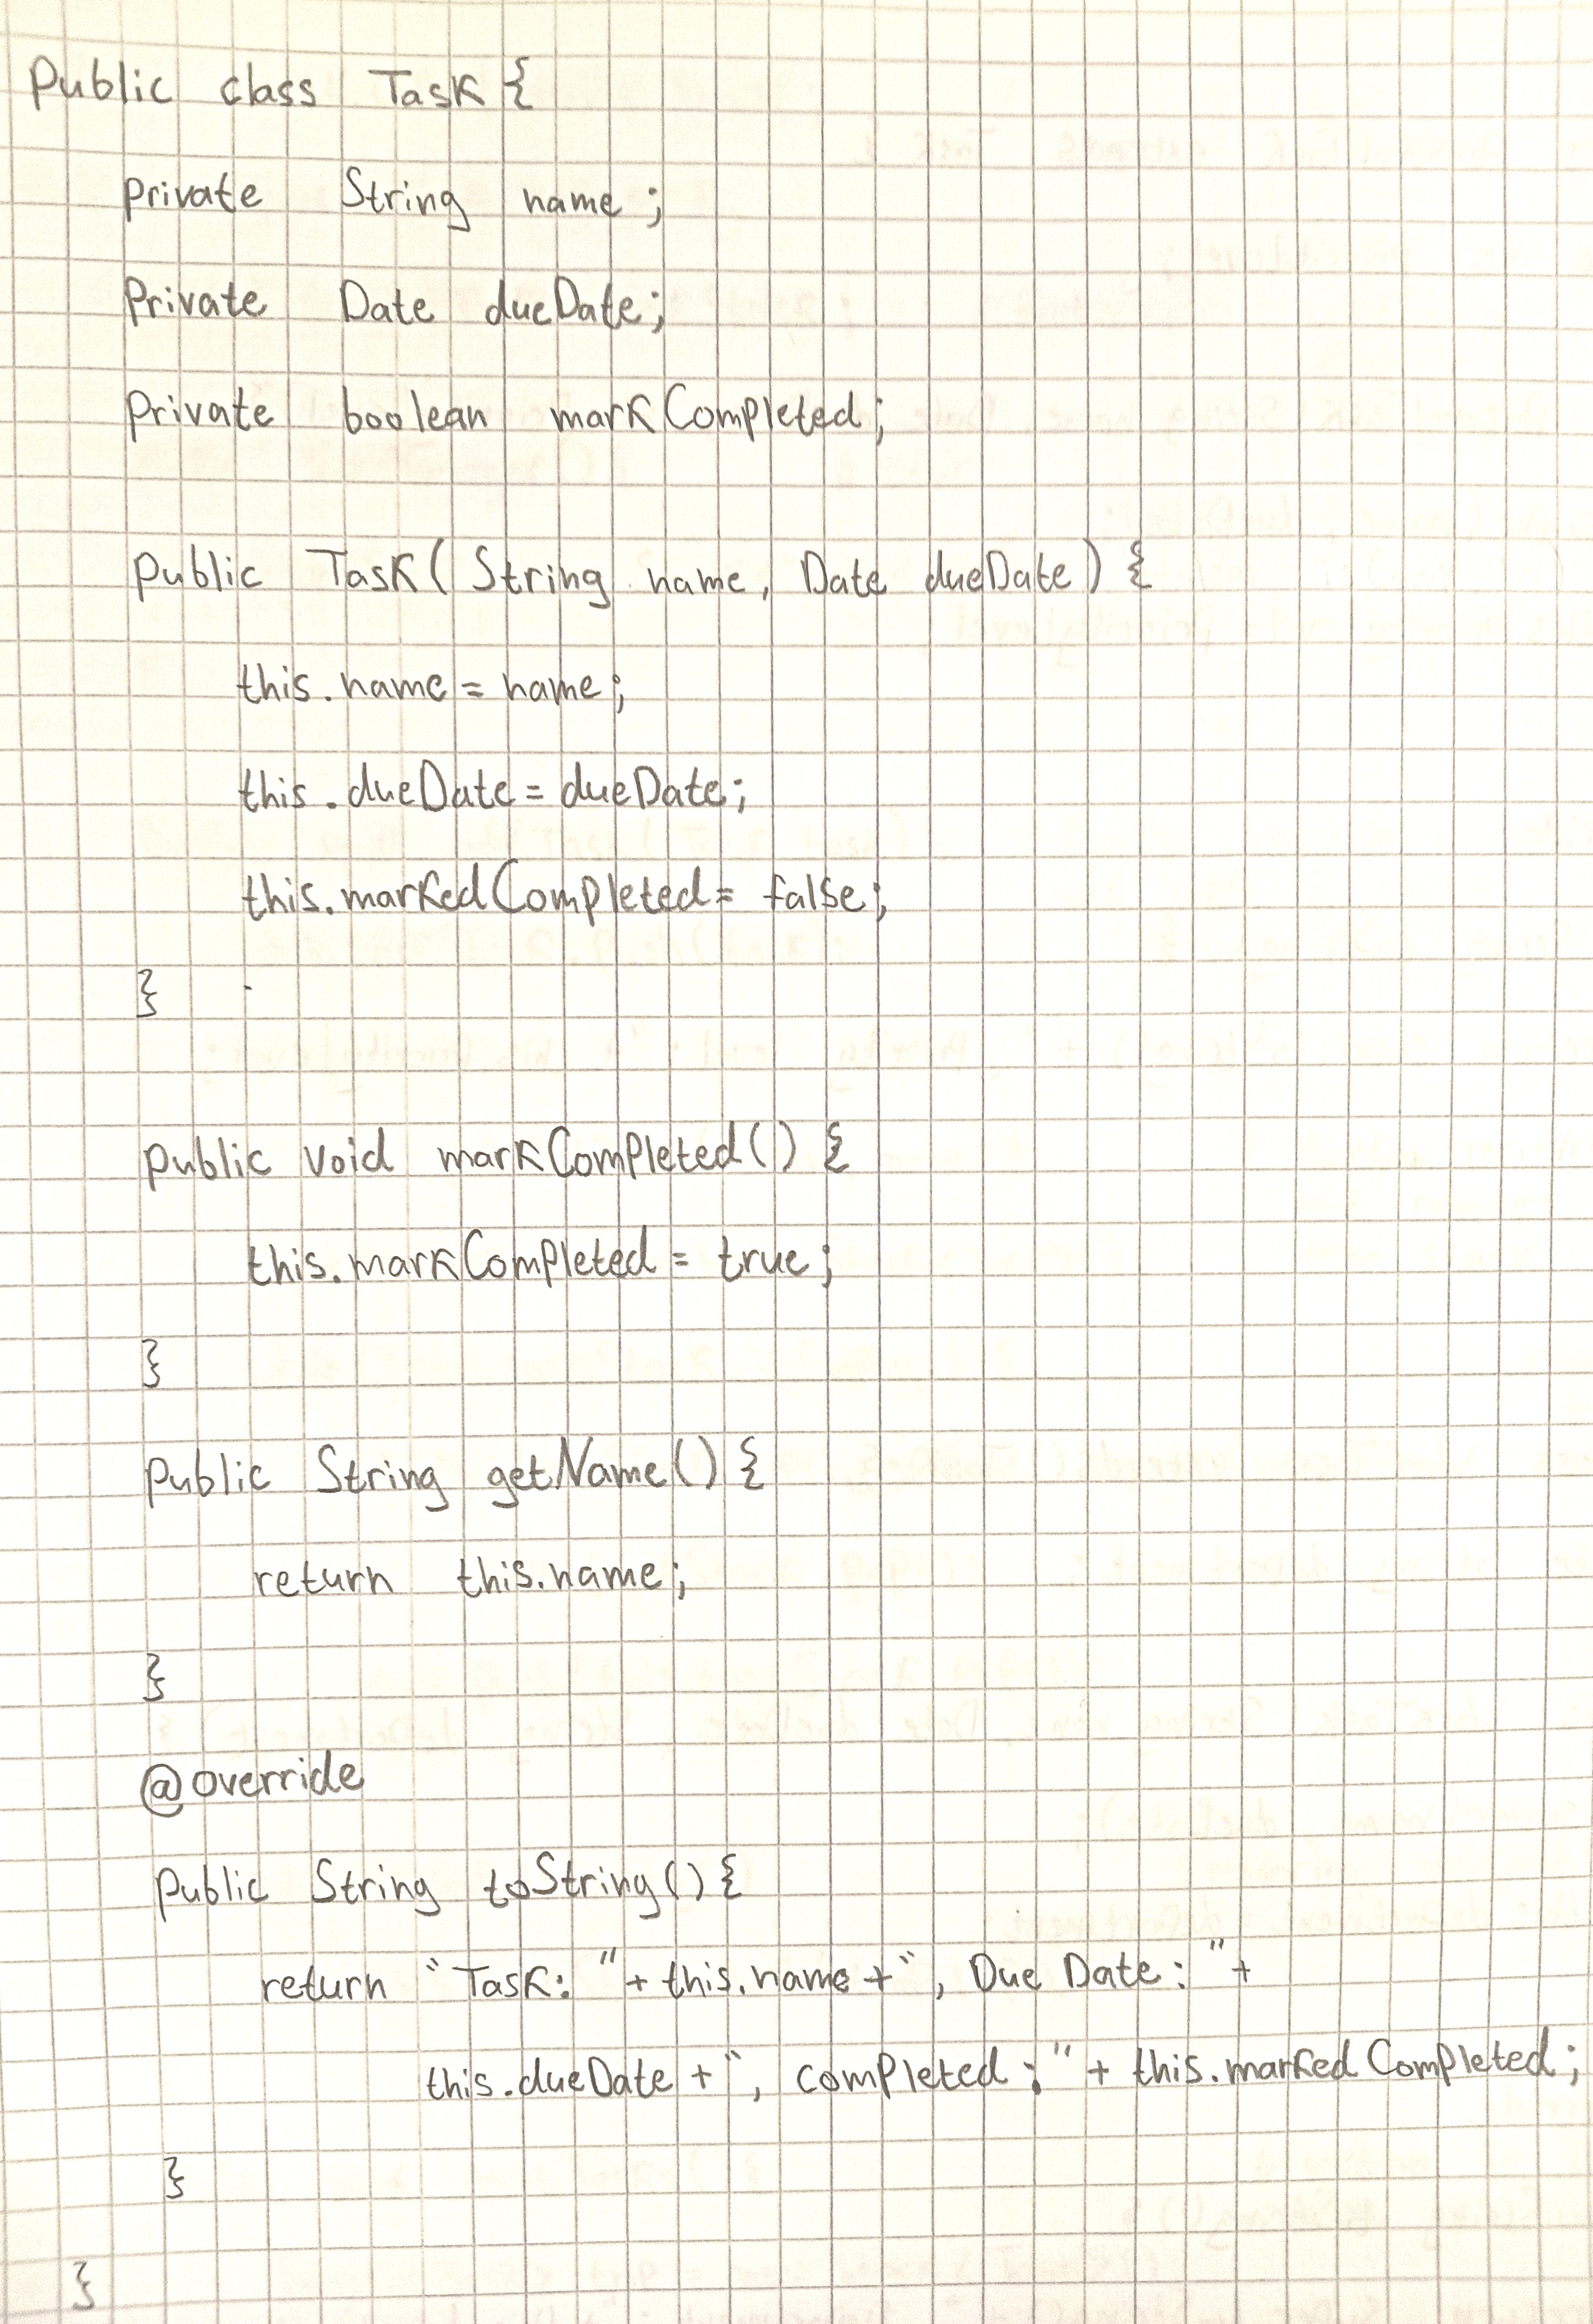 Public class Task {
private String name ;
Private Date dueDate;
Private boolean markCompleted;
public Task( String name, Date dueDate) {
this.name = name;
this.dueDate = dueDate;
this.markedCompleted = false;
}
public void markCompleted() {
this.markCompleted = true;
}
public String getName() {
return this.name;
}
@override
public String toString() {
return "Task: "+ this.name +", Due Date: "+
this.dueDate +", completed: "+ this.markedCompleted;
}
}